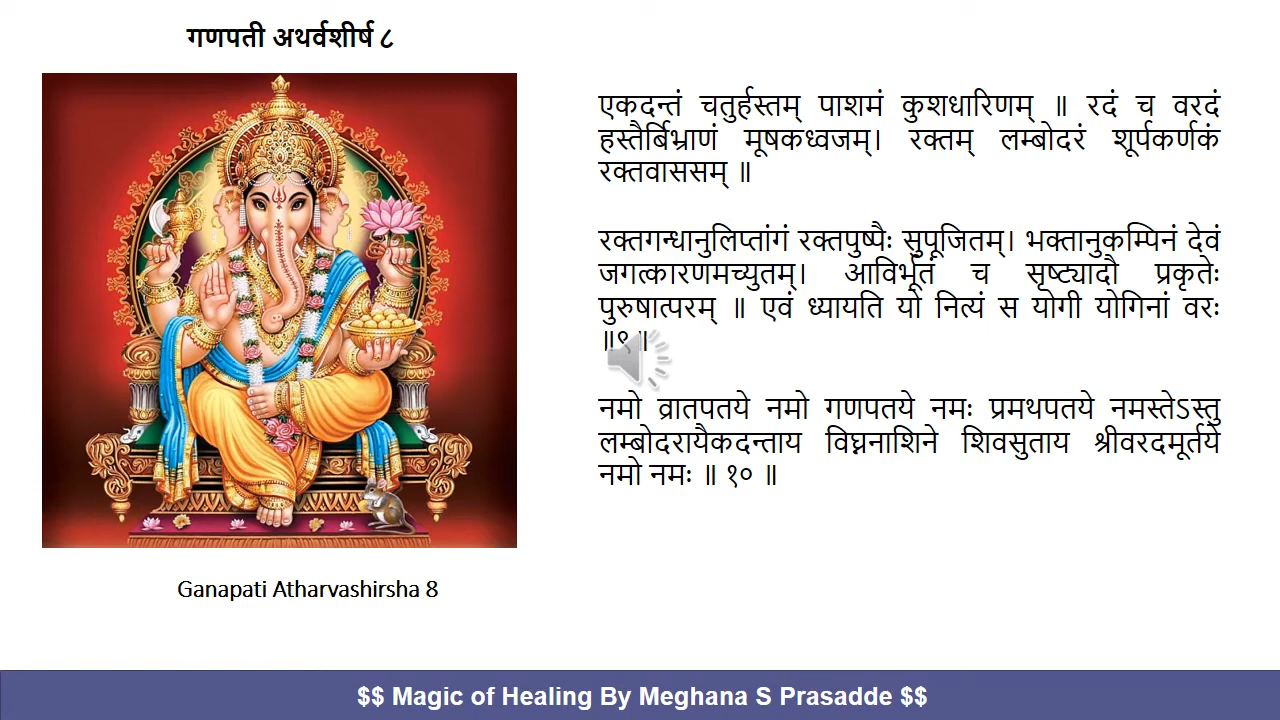 गणपती अथर्वशीर्ष ८
एकदन्तं चतुर्हस्तम् पाशमं कुशधारिणम् ॥ रदं च वरदं
हस्तैर्बिभ्राणं मूषकध्वजम्। रक्तम् लम्बोदरं शूर्पकर्णकं
रक्तवाससम् ॥
रक्तगन्धानुलिप्तांगं रक्तपुष्पैः सुपूजितम्। भक्तानुकम्पिनं देवं
जगत्कारणमच्युतम्। आविर्भूतं च सृष्ट्यादौ प्रकृतेः
पुरुषात्परम् ॥ एवं ध्यायति यो नित्यं स योगी योगिनां वरः
॥९॥
नमो व्रातपतये नमो गणपतये नमः प्रमथपतये नमस्तेऽस्तु
लम्बोदरायैकदन्ताय विघ्ननाशिने शिवसुताय श्रीवरदमूर्तये
नमो नमः ॥ १० ॥
Ganapati Atharvashirsha 8
$$ Magic of Healing By Meghana S Prasadde $$